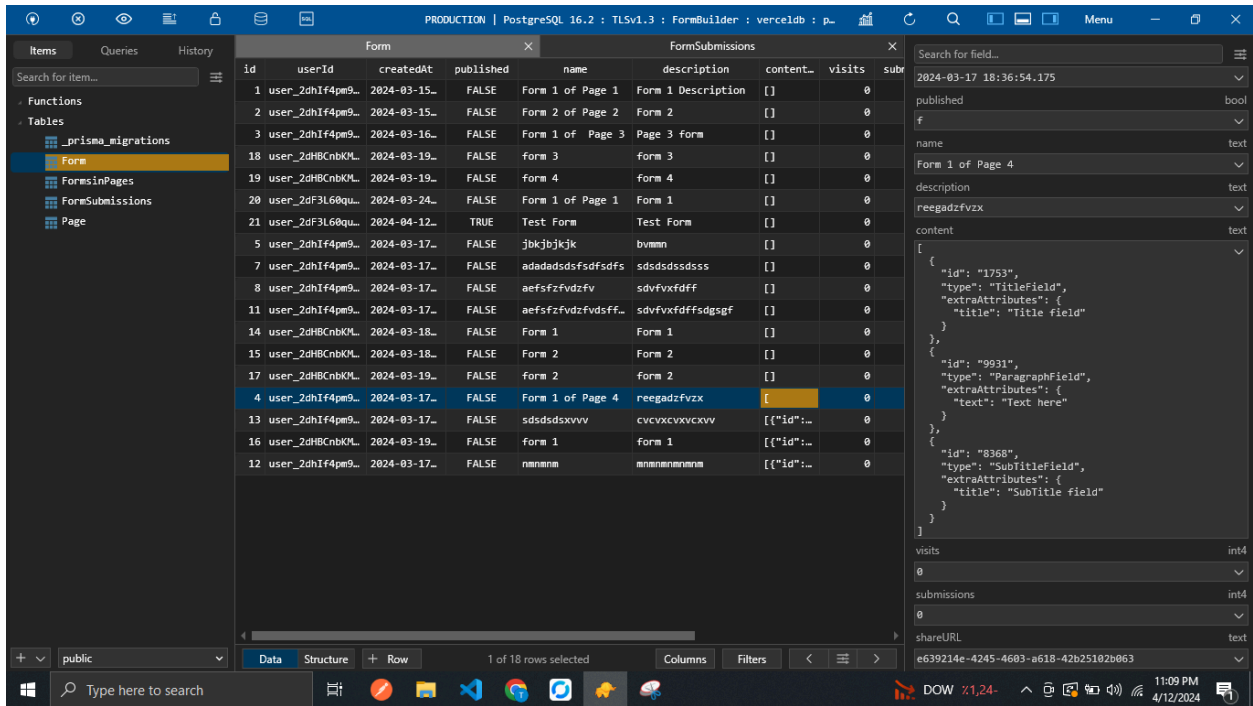 SQL PRODUCTION | PostgreSQL 16.2 : TLSv1.3 : FormBuilder : verceldb : p... Menu
Items Queries History
Search for item...
Functions
Tables
_prisma_migrations
Form
FormsinPages
FormSubmissions
Page
public
Form FormSubmissions
id userId createdAt published name description content… visits subm
1 user_2dhIf4pm9… 2024-03-15… FALSE Form 1 of Page 1 Form 1 Description [] 0
2 user_2dhIf4pm9… 2024-03-15… FALSE Form 2 of Page 2 Form 2 [] 0
3 user_2dhIf4pm9… 2024-03-16… FALSE Form 1 of  Page 3 Page 3 form [] 0
18 user_2dHBCnbKM… 2024-03-19… FALSE form 3 form 3 [] 0
19 user_2dHBCnbKM… 2024-03-19… FALSE form 4 form 4 [] 0
20 user_2dF3L60qu… 2024-03-24… FALSE Form 1 of Page 1 Form 1 [] 0
21 user_2dF3L60qu… 2024-04-12… TRUE Test Form Test Form [] 0
5 user_2dhIf4pm9… 2024-03-17… FALSE jbkjbjkjk bvmmn [] 0
7 user_2dhIf4pm9… 2024-03-17… FALSE adadadsdsfsdfsdfs sdsdsdssdsss [] 0
8 user_2dhIf4pm9… 2024-03-17… FALSE aefsfzfvdzfv sdvfvxfdff [] 0
11 user_2dhIf4pm9… 2024-03-17… FALSE aefsfzfvdzfvdsff… sdvfvxfdffsdgsgf [] 0
14 user_2dHBCnbKM… 2024-03-18… FALSE Form 1 Form 1 [] 0
15 user_2dHBCnbKM… 2024-03-18… FALSE Form 2 Form 2 [] 0
17 user_2dHBCnbKM… 2024-03-19… FALSE form 2 form 2 [] 0
4 user_2dhIf4pm9… 2024-03-17… FALSE Form 1 of Page 4 reegadzfvzx [ 0
13 user_2dhIf4pm9… 2024-03-17… FALSE sdsdsdsxvvv cvcvxcvxvcxvv [{"id":… 0
16 user_2dHBCnbKM… 2024-03-19… FALSE form 1 form 1 [{"id":… 0
12 user_2dhIf4pm9… 2024-03-17… FALSE nmnmnm mnmnmnmnmnm [{"id":… 0
Data Structure + Row 1 of 18 rows selected Columns Filters
Search for field...
2024-03-17 18:36:54.175
published bool
f
name text
Form 1 of Page 4
description text
reegadzfvzx
content text
[
{
"id": "1753",
"type": "TitleField",
"extraAttributes": {
"title": "Title field"
}
},
{
"id": "9931",
"type": "ParagraphField",
"extraAttributes": {
"text": "Text here"
}
},
{
"id": "8368",
"type": "SubTitleField",
"extraAttributes": {
"title": "SubTitle field"
}
}
]
visits int4
0
submissions int4
0
shareURL text
e639214e-4245-4603-a618-42b25102b063
Type here to search
DOW %1,24-
11:09 PM
4/12/2024
1